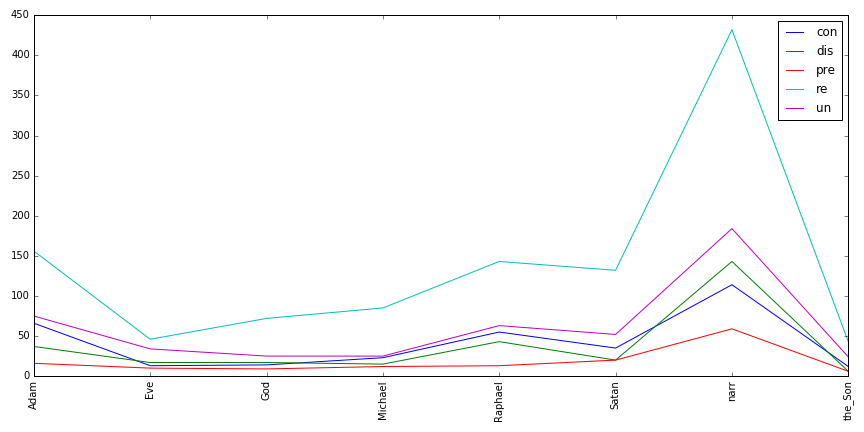 450
400
350
300
250
200
150
100
50
0
con
dis
pre
re
un
Adam
Eve
God
Michael
Raphael
Satan
narr
the_Son